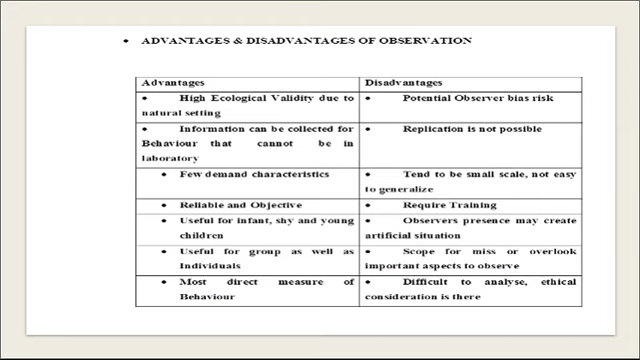 • ADVANTAGES & DISADVANTAGES OF OBSERVATION
Advantages Disadvantages
• High Ecological Validity due to • Potential Observer bias risk
natural setting
• Information can be collected for • Replication is not possible
Behaviour that cannot be in
laboratory
• Few demand characteristics • Tend to be small scale, not easy
to generalize
• Reliable and Objective • Require Training
• Useful for infant, shy and young • Observers presence may create
children artificial situation
• Useful for group as well as • Scope for miss or overlook
Individuals important aspects to observe
• Most direct measure of • Difficult to analyse, ethical
Behaviour consideration is there